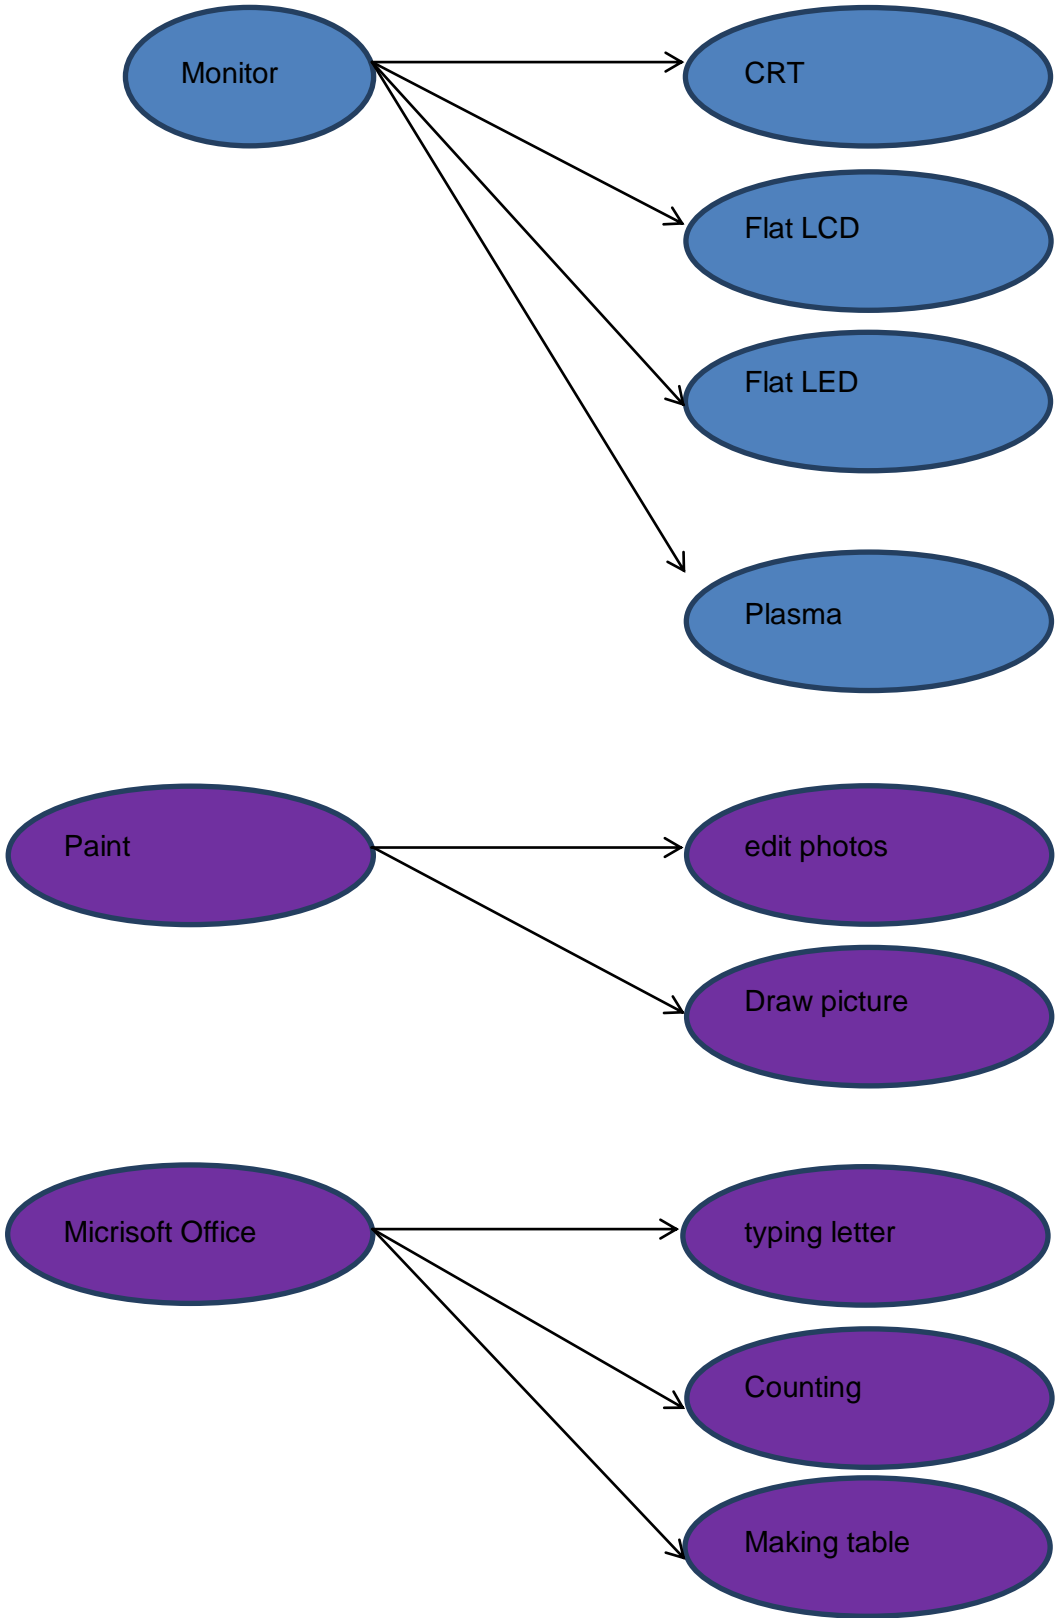 Monitor
CRT
Flat LCD
Flat LED
Plasma
Paint
edit photos
Draw picture
Micrisoft Office
typing letter
Counting
Making table